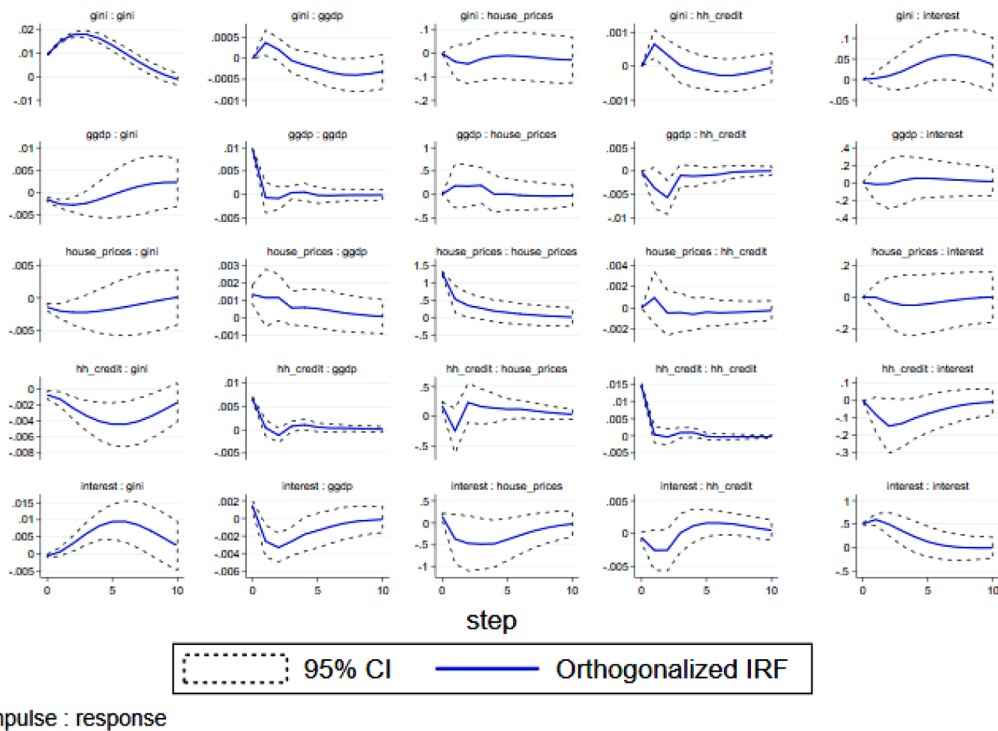 gini : gini gini : ggdp gini : house_prices gini : hh_credit gini : interest
.02 .0005 .1 .001 .1
.01 0 0 .05
0 -.0005 -.1 0 0
-.01 -.001 -.2 -.001 -.05
ggdp : gini ggdp : ggdp ggdp : house_prices ggdp : hh_credit ggdp : interest
.01 .01 1 .005 .4
.005 .005 .5 0 .2
0 0 0 -.005 0
-.005 -.005 -.5 -.01 -.2
-.4
house_prices : gini house_prices : ggdp house_prices : house_prices house_prices : hh_credit house_prices : interest
.005 .003 1.5 .004 .2
.002 1 .002
0 .001 .5 0 0
0 0
-.005 -.001 -.5 -.002 -.2
hh_credit : gini hh_credit : ggdp hh_credit : house_prices hh_credit : hh_credit hh_credit : interest
0 .01 .5 .015 .1
-.002 .005 .01 0
-.004 0 0 .005 -.1
-.006 0 -.2
-.008 -.005 -.5 -.005 -.3
interest : gini interest : ggdp interest : house_prices interest : hh_credit interest : interest
.015 .002 .5 .005 1
.01 0 0 .5
.005 -.002 0 0
0 -.004 -.5 0
-.005 -.006 -1 -.005 -.5
0 5 10 0 5 10 0 5 10 0 5 10 0 5 10
step
95% CI Orthogonalized IRF
mpulse : response